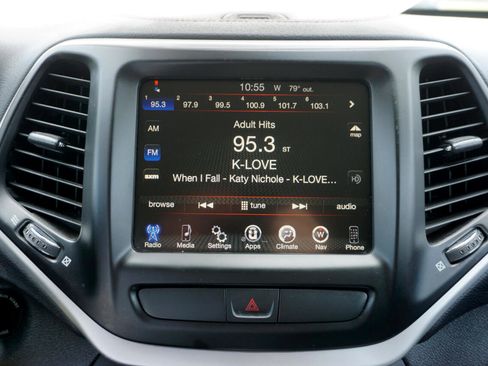 10:55 W 79° out.
1 2 3 4 5 6
95.3 97.9 99.5 100.9 101.7 103.1
AM
FM
sxm
Adult Hits
95.3 ST
K-LOVE
When I Fall - Katy Nichole - K-LOVE...
map
browse tune audio
Radio Media Settings Apps Climate Nav Phone